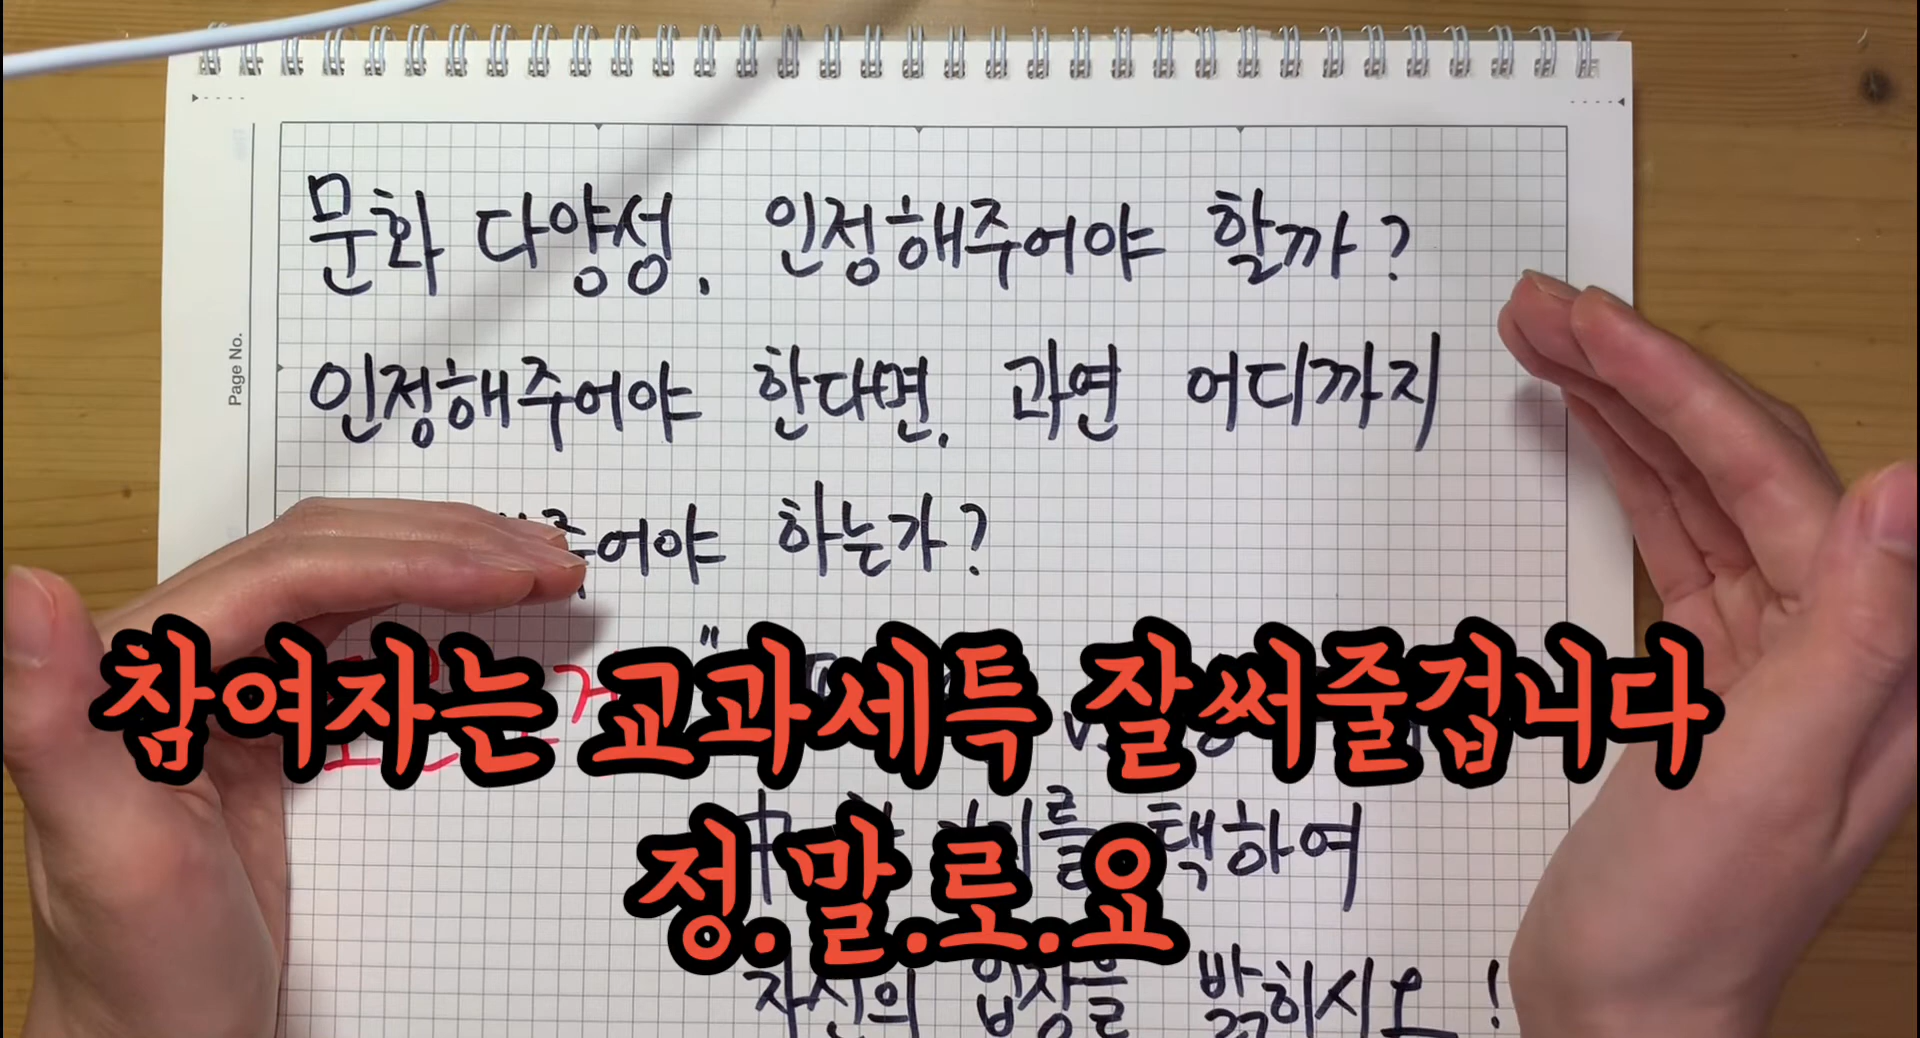 Page No.
문화 다양성, 인정해주어야 할까?
인정해주어야 한다면, 과연 어디까지
주어야 하는가?
참여자는 교과세특 잘써줄겁니다
정.말.로.요
택하여
자신의 입장을 밝히시오!